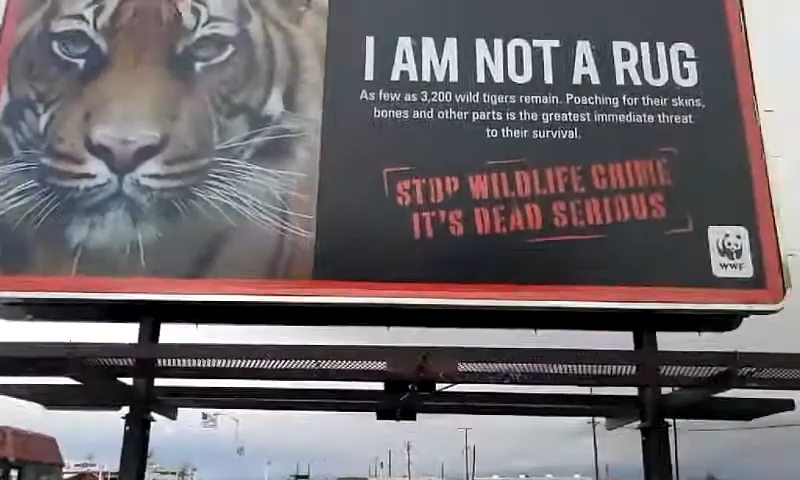 I AM NOT A RUG
As few as 3,200 wild tigers remain. Poaching for their skins,
bones and other parts is the greatest immediate threat
to their survival.
STOP WILDLIFE CRIME
IT'S DEAD SERIOUS
WWF